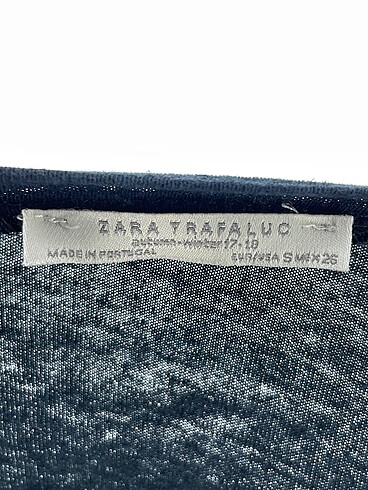 ZARA TRAFALUC
autumn-winter 17-18
MADE IN PORTUGAL EUR/USA S MEX 26